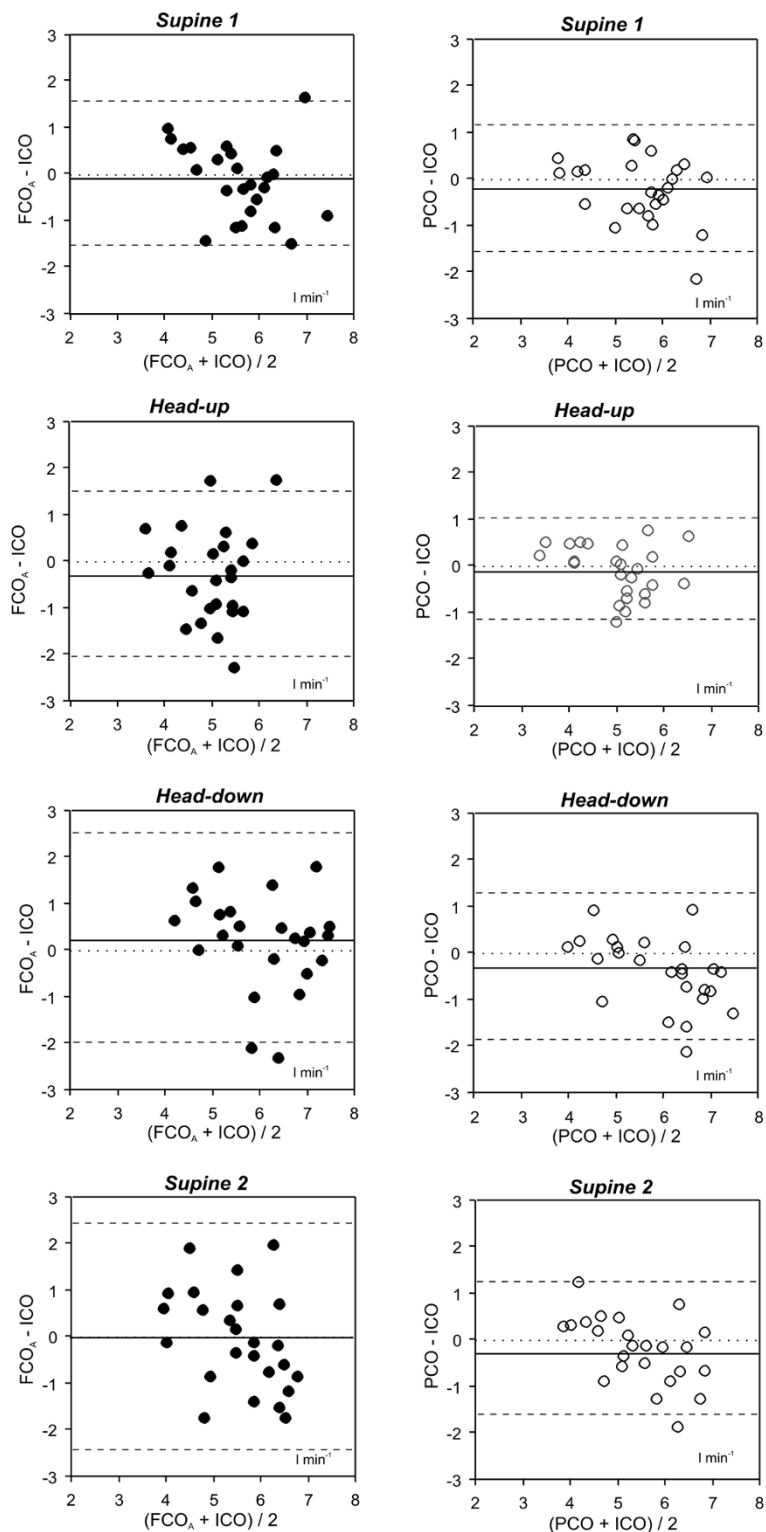 Supine 1
3
2
1
0
-1
-2
-3
FCO_A - ICO
l min⁻¹
2 3 4 5 6 7 8
(FCO_A + ICO) / 2
Supine 1
3
2
1
0
-1
-2
-3
PCO - ICO
l min⁻¹
2 3 4 5 6 7 8
(PCO + ICO) / 2
Head-up
3
2
1
0
-1
-2
-3
FCO_A - ICO
l min⁻¹
2 3 4 5 6 7 8
(FCO_A + ICO) / 2
Head-up
3
2
1
0
-1
-2
-3
PCO - ICO
l min⁻¹
2 3 4 5 6 7 8
(PCO + ICO) / 2
Head-down
3
2
1
0
-1
-2
-3
FCO_A - ICO
l min⁻¹
2 3 4 5 6 7 8
(FCO_A + ICO) / 2
Head-down
3
2
1
0
-1
-2
-3
PCO - ICO
l min⁻¹
2 3 4 5 6 7 8
(PCO + ICO) / 2
Supine 2
3
2
1
0
-1
-2
-3
FCO_A - ICO
l min⁻¹
2 3 4 5 6 7 8
(FCO_A + ICO) / 2
Supine 2
3
2
1
0
-1
-2
-3
PCO - ICO
l min⁻¹
2 3 4 5 6 7 8
(PCO + ICO) / 2